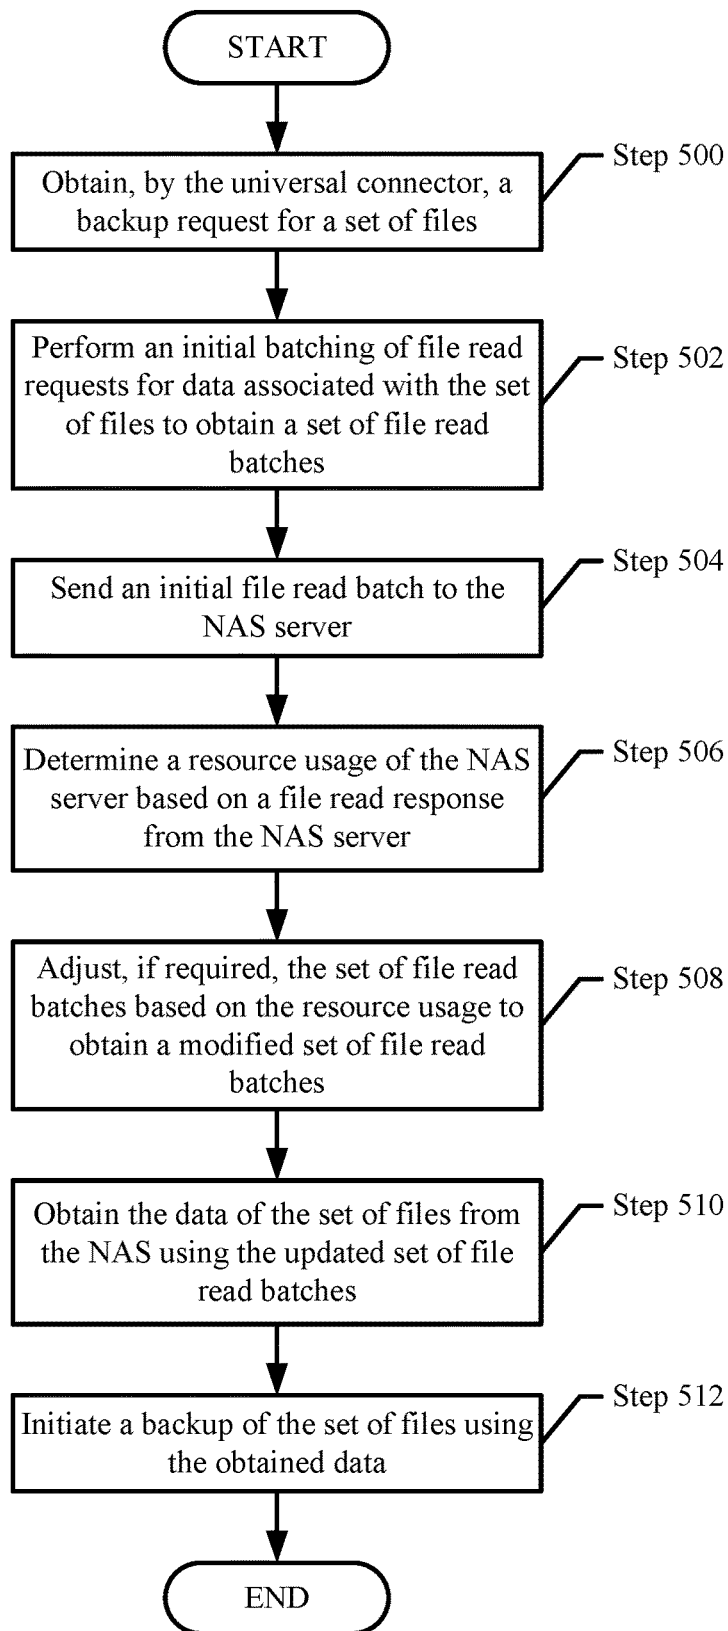 START
Step 500
Obtain, by the universal connector, a
backup request for a set of files
Step 502
Perform an initial batching of file read
requests for data associated with the set
of files to obtain a set of file read
batches
Step 504
Send an initial file read batch to the
NAS server
Step 506
Determine a resource usage of the NAS
server based on a file read response
from the NAS server
Step 508
Adjust, if required, the set of file read
batches based on the resource usage to
obtain a modified set of file read
batches
Step 510
Obtain the data of the set of files from
the NAS using the updated set of file
read batches
Step 512
Initiate a backup of the set of files using
the obtained data
END